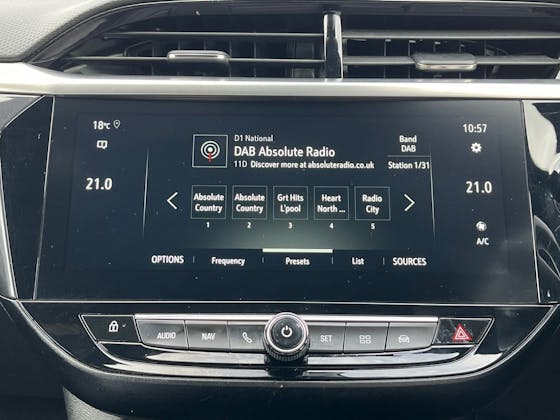 18°C
10:57
D1 National
DAB Absolute Radio
11D Discover more at absoluteradio.co.uk
Band
DAB
Station 1/31
21.0
21.0
Absolute
Country
1
Absolute
Country
2
Grt Hits
L'pool
3
Heart
North ...
4
Radio
City
5
A/C
OPTIONS
Frequency
Presets
List
SOURCES
AUDIO
NAV
SET